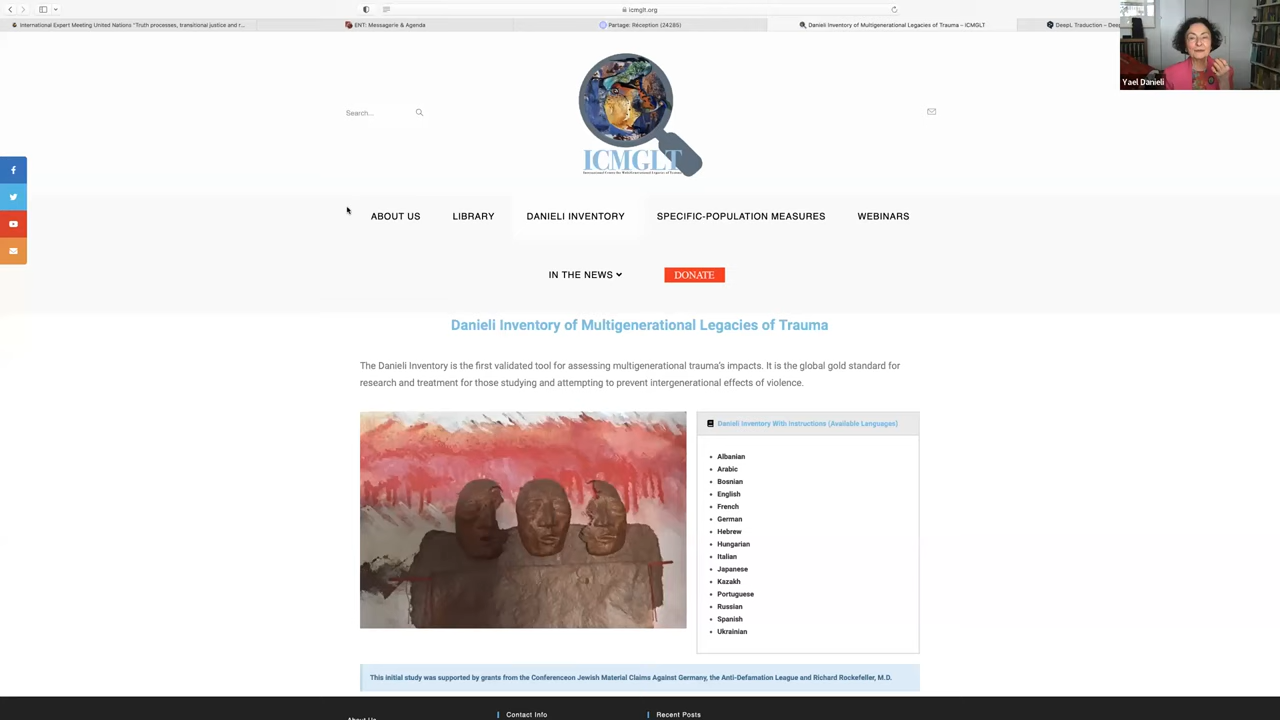 icmglt.org
International Expert Meeting United Nations "Truth processes, transitional justice and r...
ENT: Messagerie & Agenda
Partage: Réception (24285)
Danieli Inventory of Multigenerational Legacies of Trauma – ICMGLT
DeepL Traduction – Dee
Yael Danieli
Search...
ICMGLT
International Center for MultiGenerational Legacies of Trauma
ABOUT US
LIBRARY
DANIELI INVENTORY
SPECIFIC-POPULATION MEASURES
WEBINARS
IN THE NEWS
DONATE
Danieli Inventory of Multigenerational Legacies of Trauma
The Danieli Inventory is the first validated tool for assessing multigenerational trauma's impacts. It is the global gold standard for
research and treatment for those studying and attempting to prevent intergenerational effects of violence.
Danieli Inventory With Instructions (Available Languages)
Albanian
Arabic
Bosnian
English
French
German
Hebrew
Hungarian
Italian
Japanese
Kazakh
Portuguese
Russian
Spanish
Ukrainian
This initial study was supported by grants from the Conferenceon Jewish Material Claims Against Germany, the Anti-Defamation League and Richard Rockefeller, M.D.
About Us
Contact Info
Recent Posts